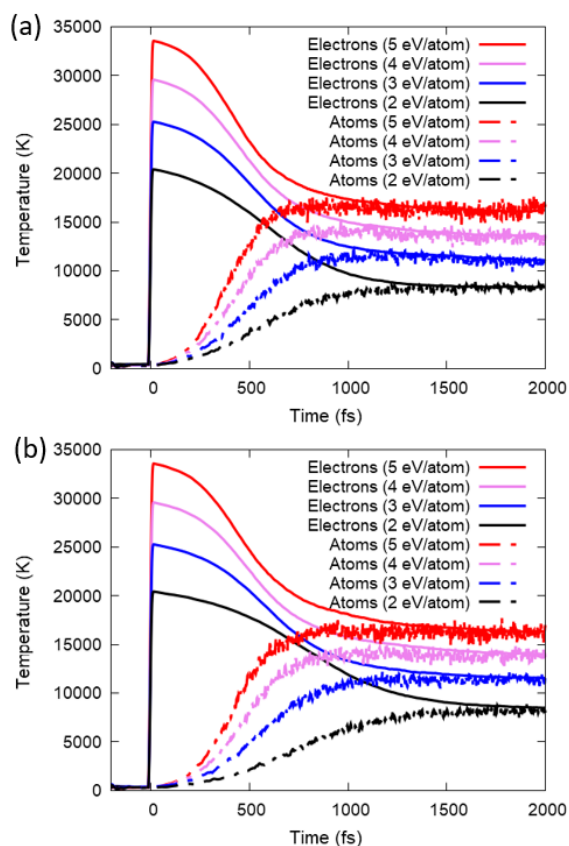 (a)
35000
30000
25000
20000
15000
10000
5000
0
Temperature (K)
Electrons (5 eV/atom)
Electrons (4 eV/atom)
Electrons (3 eV/atom)
Electrons (2 eV/atom)
Atoms (5 eV/atom)
Atoms (4 eV/atom)
Atoms (3 eV/atom)
Atoms (2 eV/atom)
0 500 1000 1500 2000
Time (fs)
(b)
35000
30000
25000
20000
15000
10000
5000
0
Temperature (K)
Electrons (5 eV/atom)
Electrons (4 eV/atom)
Electrons (3 eV/atom)
Electrons (2 eV/atom)
Atoms (5 eV/atom)
Atoms (4 eV/atom)
Atoms (3 eV/atom)
Atoms (2 eV/atom)
0 500 1000 1500 2000
Time (fs)